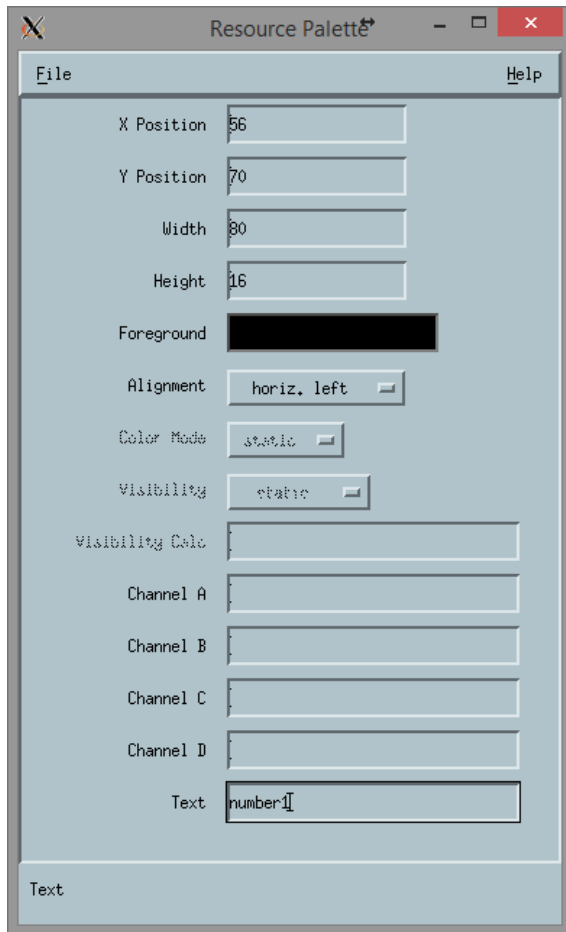 Resource Palette
File Help
X Position 56
Y Position 70
Width 80
Height 16
Foreground
Alignment horiz. left
Color Mode static
Visibility static
Visibility Calc
Channel A
Channel B
Channel C
Channel D
Text number1
Text